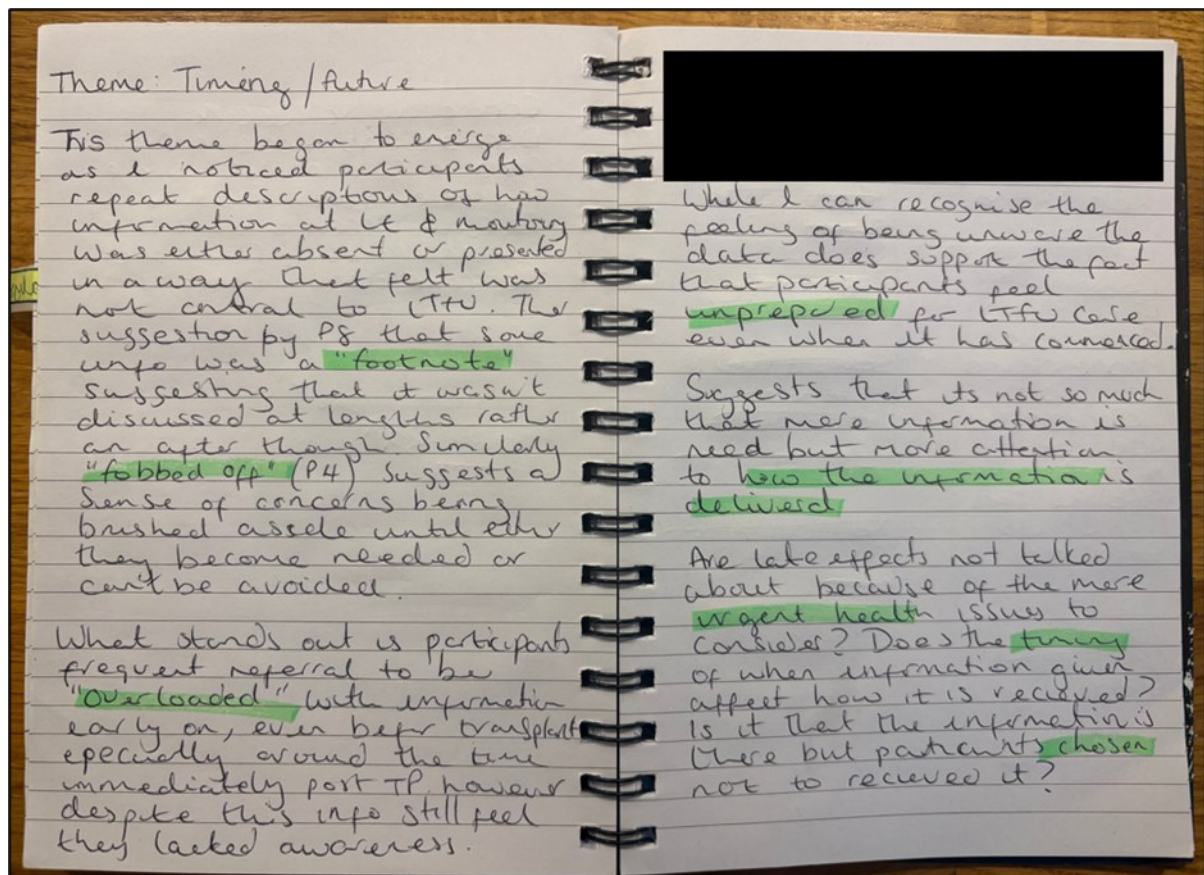 Theme: Timing/future
This theme began to emerge
as I noticed participants
repeat descriptions of how
information at LE & monitoring
was either absent or presented
in a way that felt was
not central to LTFU. The
suggestion by P8 that some
info was a "footnote"
suggesting that it wasn't
discussed at lengths rather
an after though. Similarly
"fobbed off" (P4) suggests a
sense of concerns being
brushed asside until ether
they become needed or
can't be avoided.
What stands out is participants
frequent referral to be
"overloaded" with information
early on, even before transplant
epecially around the time
immediately post TP however
despite this info still feel
they lacked awareness.
While I can recognise the
feeling of being unware the
data does support the fact
that participants feel
unprepared for LTFU care
even when it has commenced.
Suggests that its not so much
that more information is
need but more attention
to how the information is
deliverd
Are late effects not talked
about because of the more
urgent health issues to
consider? Does the timing
of when information given
affect how it is recieved?
Is it that the information is
there but participants chosen
not to recieved it?